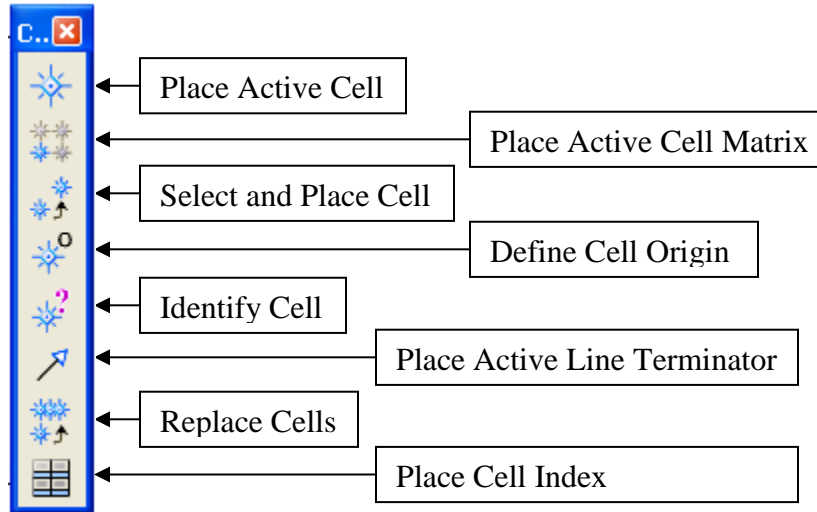 C..
Place Active Cell
Place Active Cell Matrix
Select and Place Cell
Define Cell Origin
Identify Cell
Place Active Line Terminator
Replace Cells
Place Cell Index